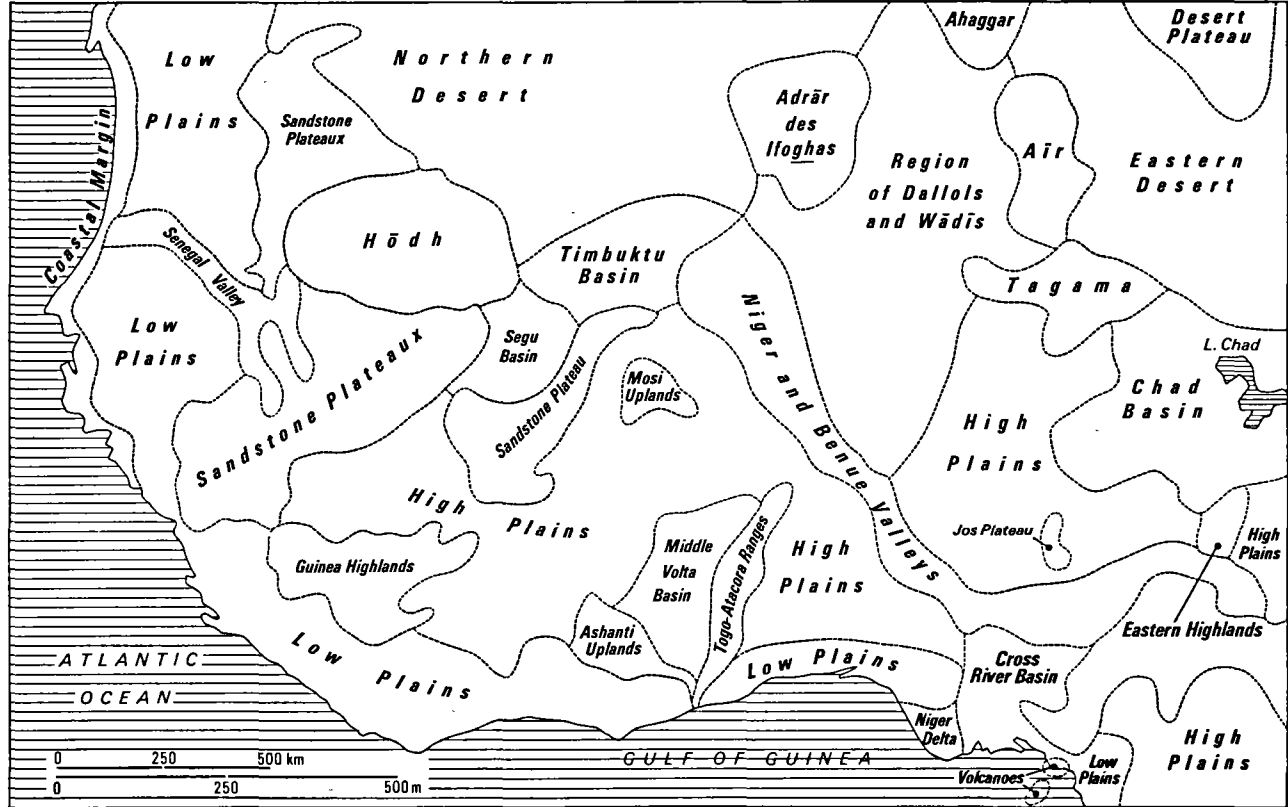 Ahaggar
Desert
Plateau
Low
Plains
Northern
Desert
Sandstone
Plateaux
Adrār
des
Ifoghas
Region
of Dallols
and Wādīs
Aīr
Eastern
Desert
Coastal Margin
Senegal Valley
Hōdh
Timbuktu
Basin
Tagama
Low
Plains
Sandstone Plateaux
Segu
Basin
Sandstone Plateau
Mosi
Uplands
Niger and Benue Valleys
L. Chad
Chad
Basin
High
Plains
High
Plains
Guinea Highlands
Middle
Volta
Basin
Togo-Atacora Ranges
High
Plains
Jos Plateau
High
Plains
Eastern Highlands
Ashanti
Uplands
Low
Plains
Low Plains
Cross
River Basin
Niger
Delta
ATLANTIC
OCEAN
GULF OF GUINEA
Volcanoes
Low
Plains
High
Plains
0 250 500 km
0 250 500 m